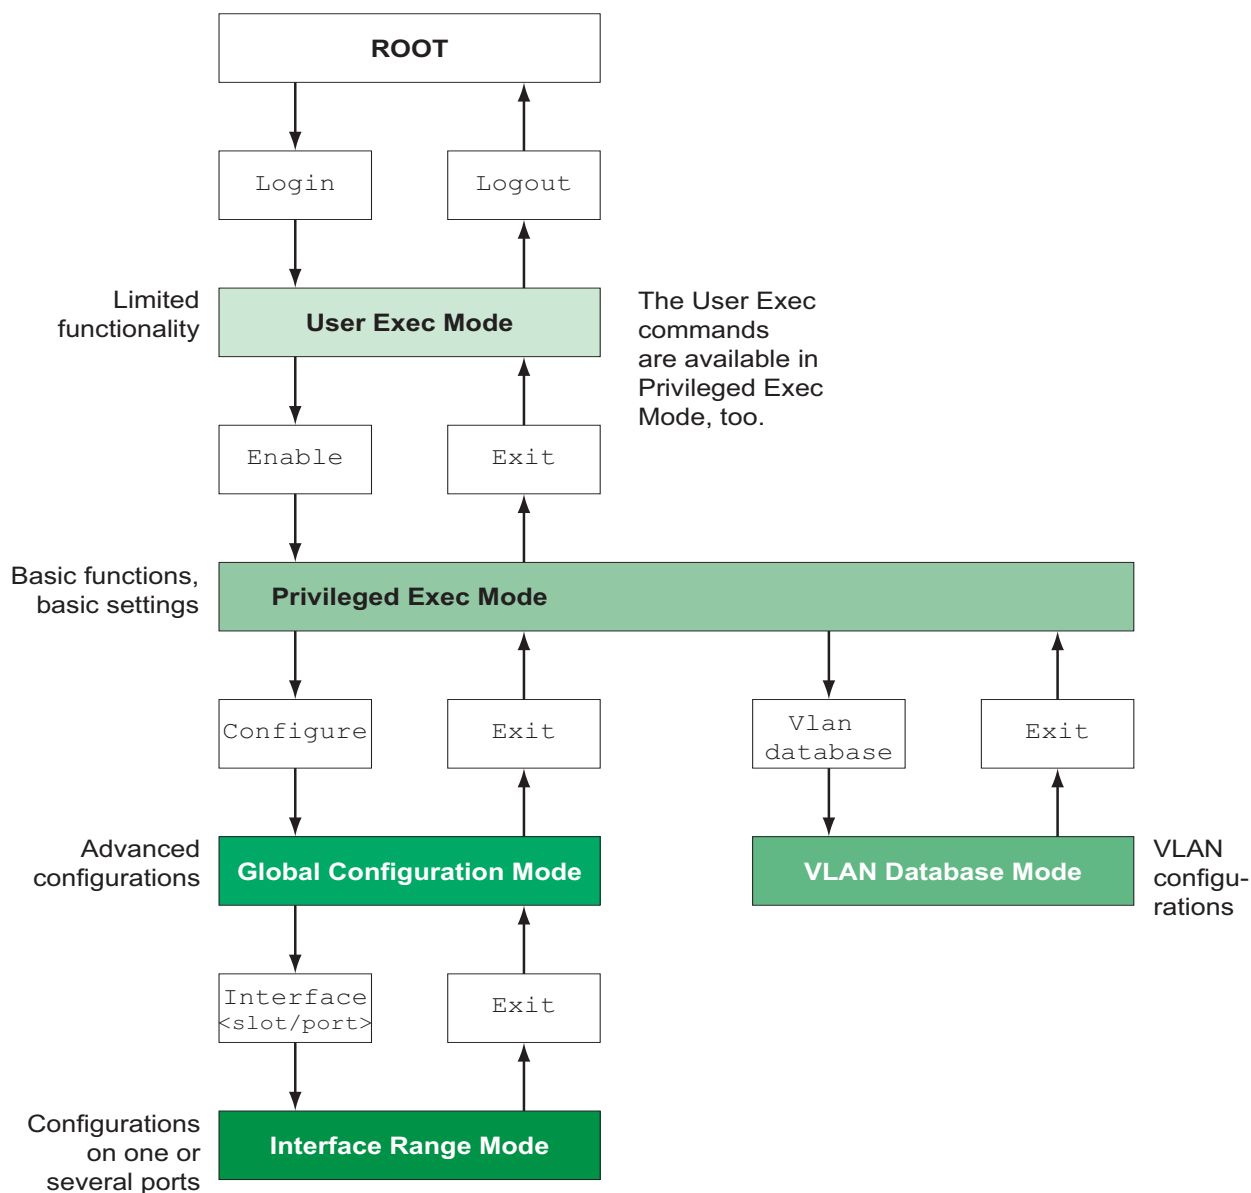 ROOT
Login
Logout
Limited
functionality
User Exec Mode
The User Exec
commands
are available in
Privileged Exec
Mode, too.
Enable
Exit
Basic functions,
basic settings
Privileged Exec Mode
Configure
Exit
Vlan
database
Exit
Advanced
configurations
Global Configuration Mode
VLAN Database Mode
VLAN
configu-
rations
Interface
<slot/port>
Exit
Configurations
on one or
several ports
Interface Range Mode